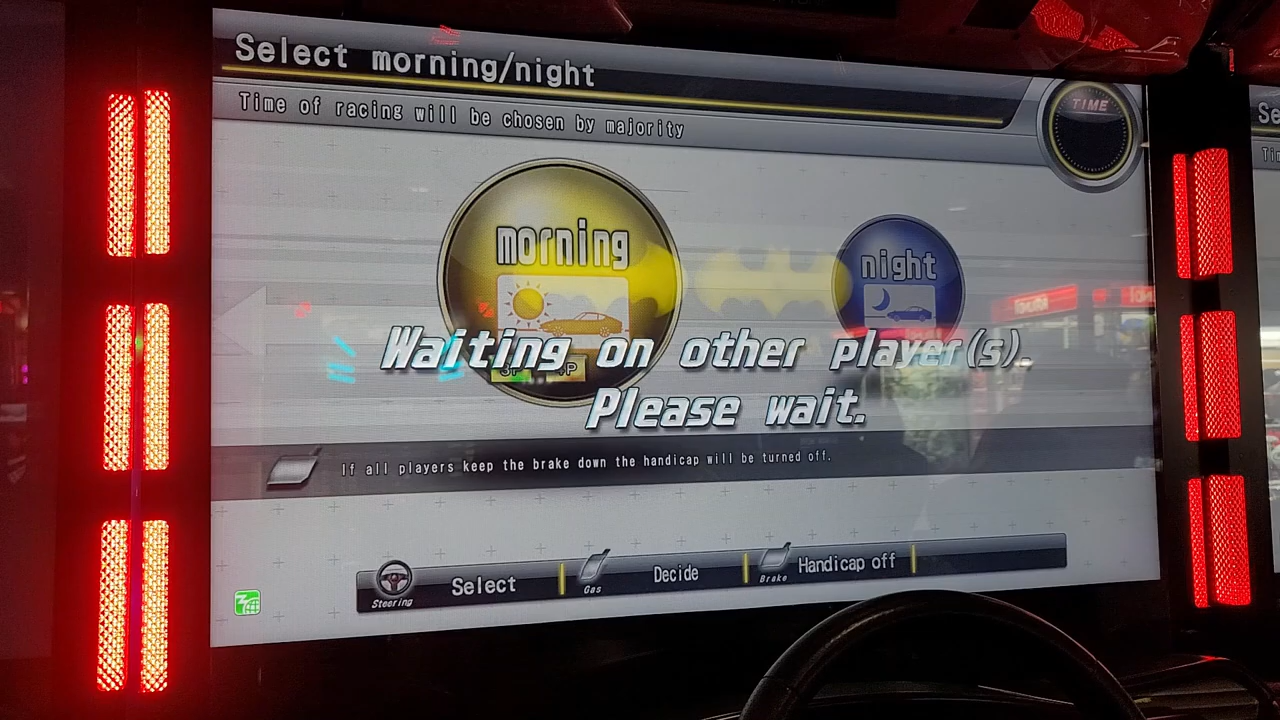 Select morning/night
Time of racing will be chosen by majority
TIME
morning
night
Waiting on other player(s)
Please wait.
If all players keep the brake down the handicap will be turned off.
Steering
Select
Gas
Decide
Brake
Handicap off
Se